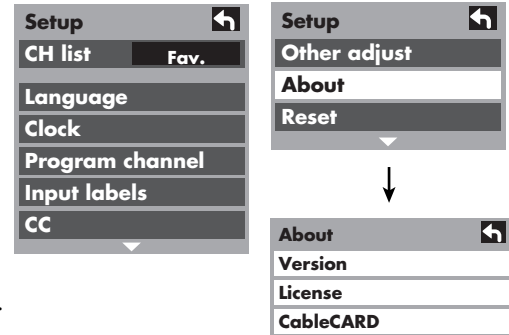 Setup
CH list Fav.
Language
Clock
Program channel
Input labels
CC
Setup
Other adjust
About
Reset
About
Version
License
CableCARD